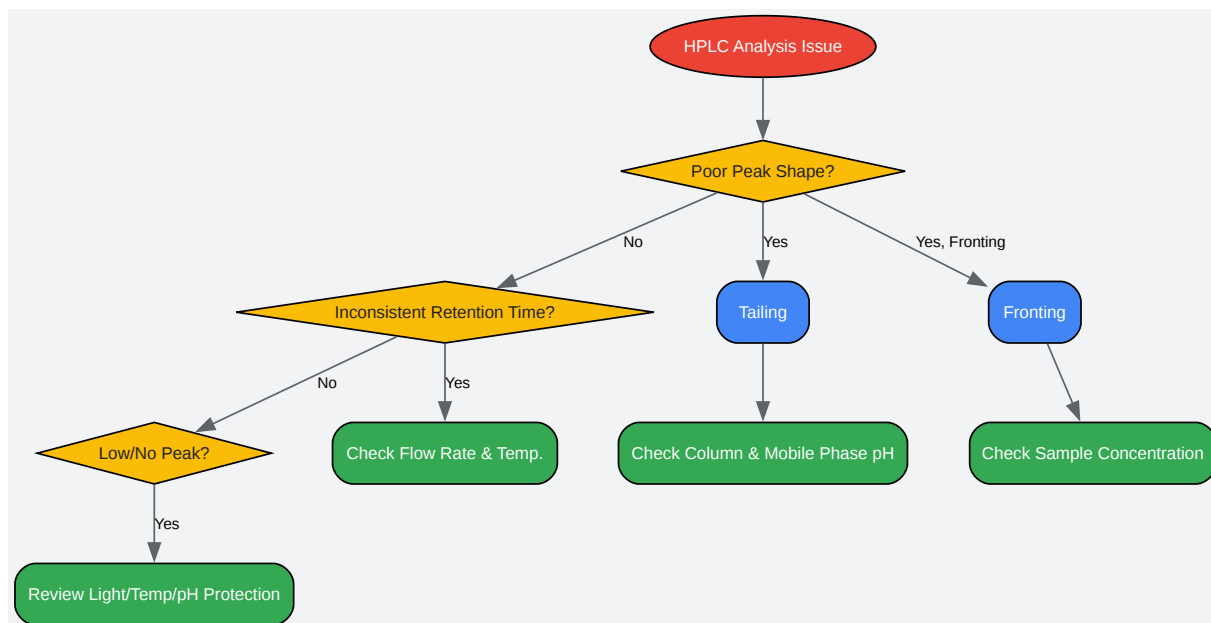 HPLC Analysis Issue
Poor Peak Shape?
No
Yes
Yes, Fronting
Inconsistent Retention Time?
Tailing
Fronting
No
Yes
Low/No Peak?
Check Flow Rate & Temp.
Check Column & Mobile Phase pH
Check Sample Concentration
Yes
Review Light/Temp/pH Protection